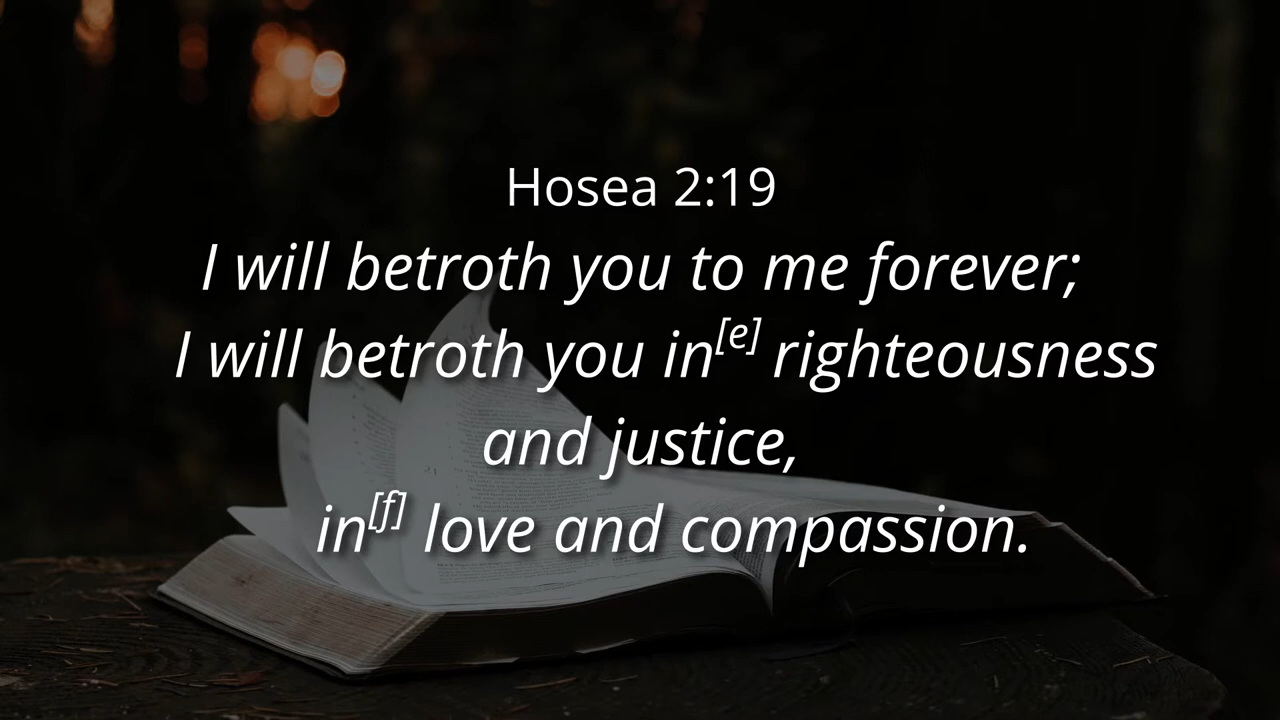 Hosea 2:19
I will betroth you to me forever;
I will betroth you in[e] righteousness
and justice,
in[f] love and compassion.